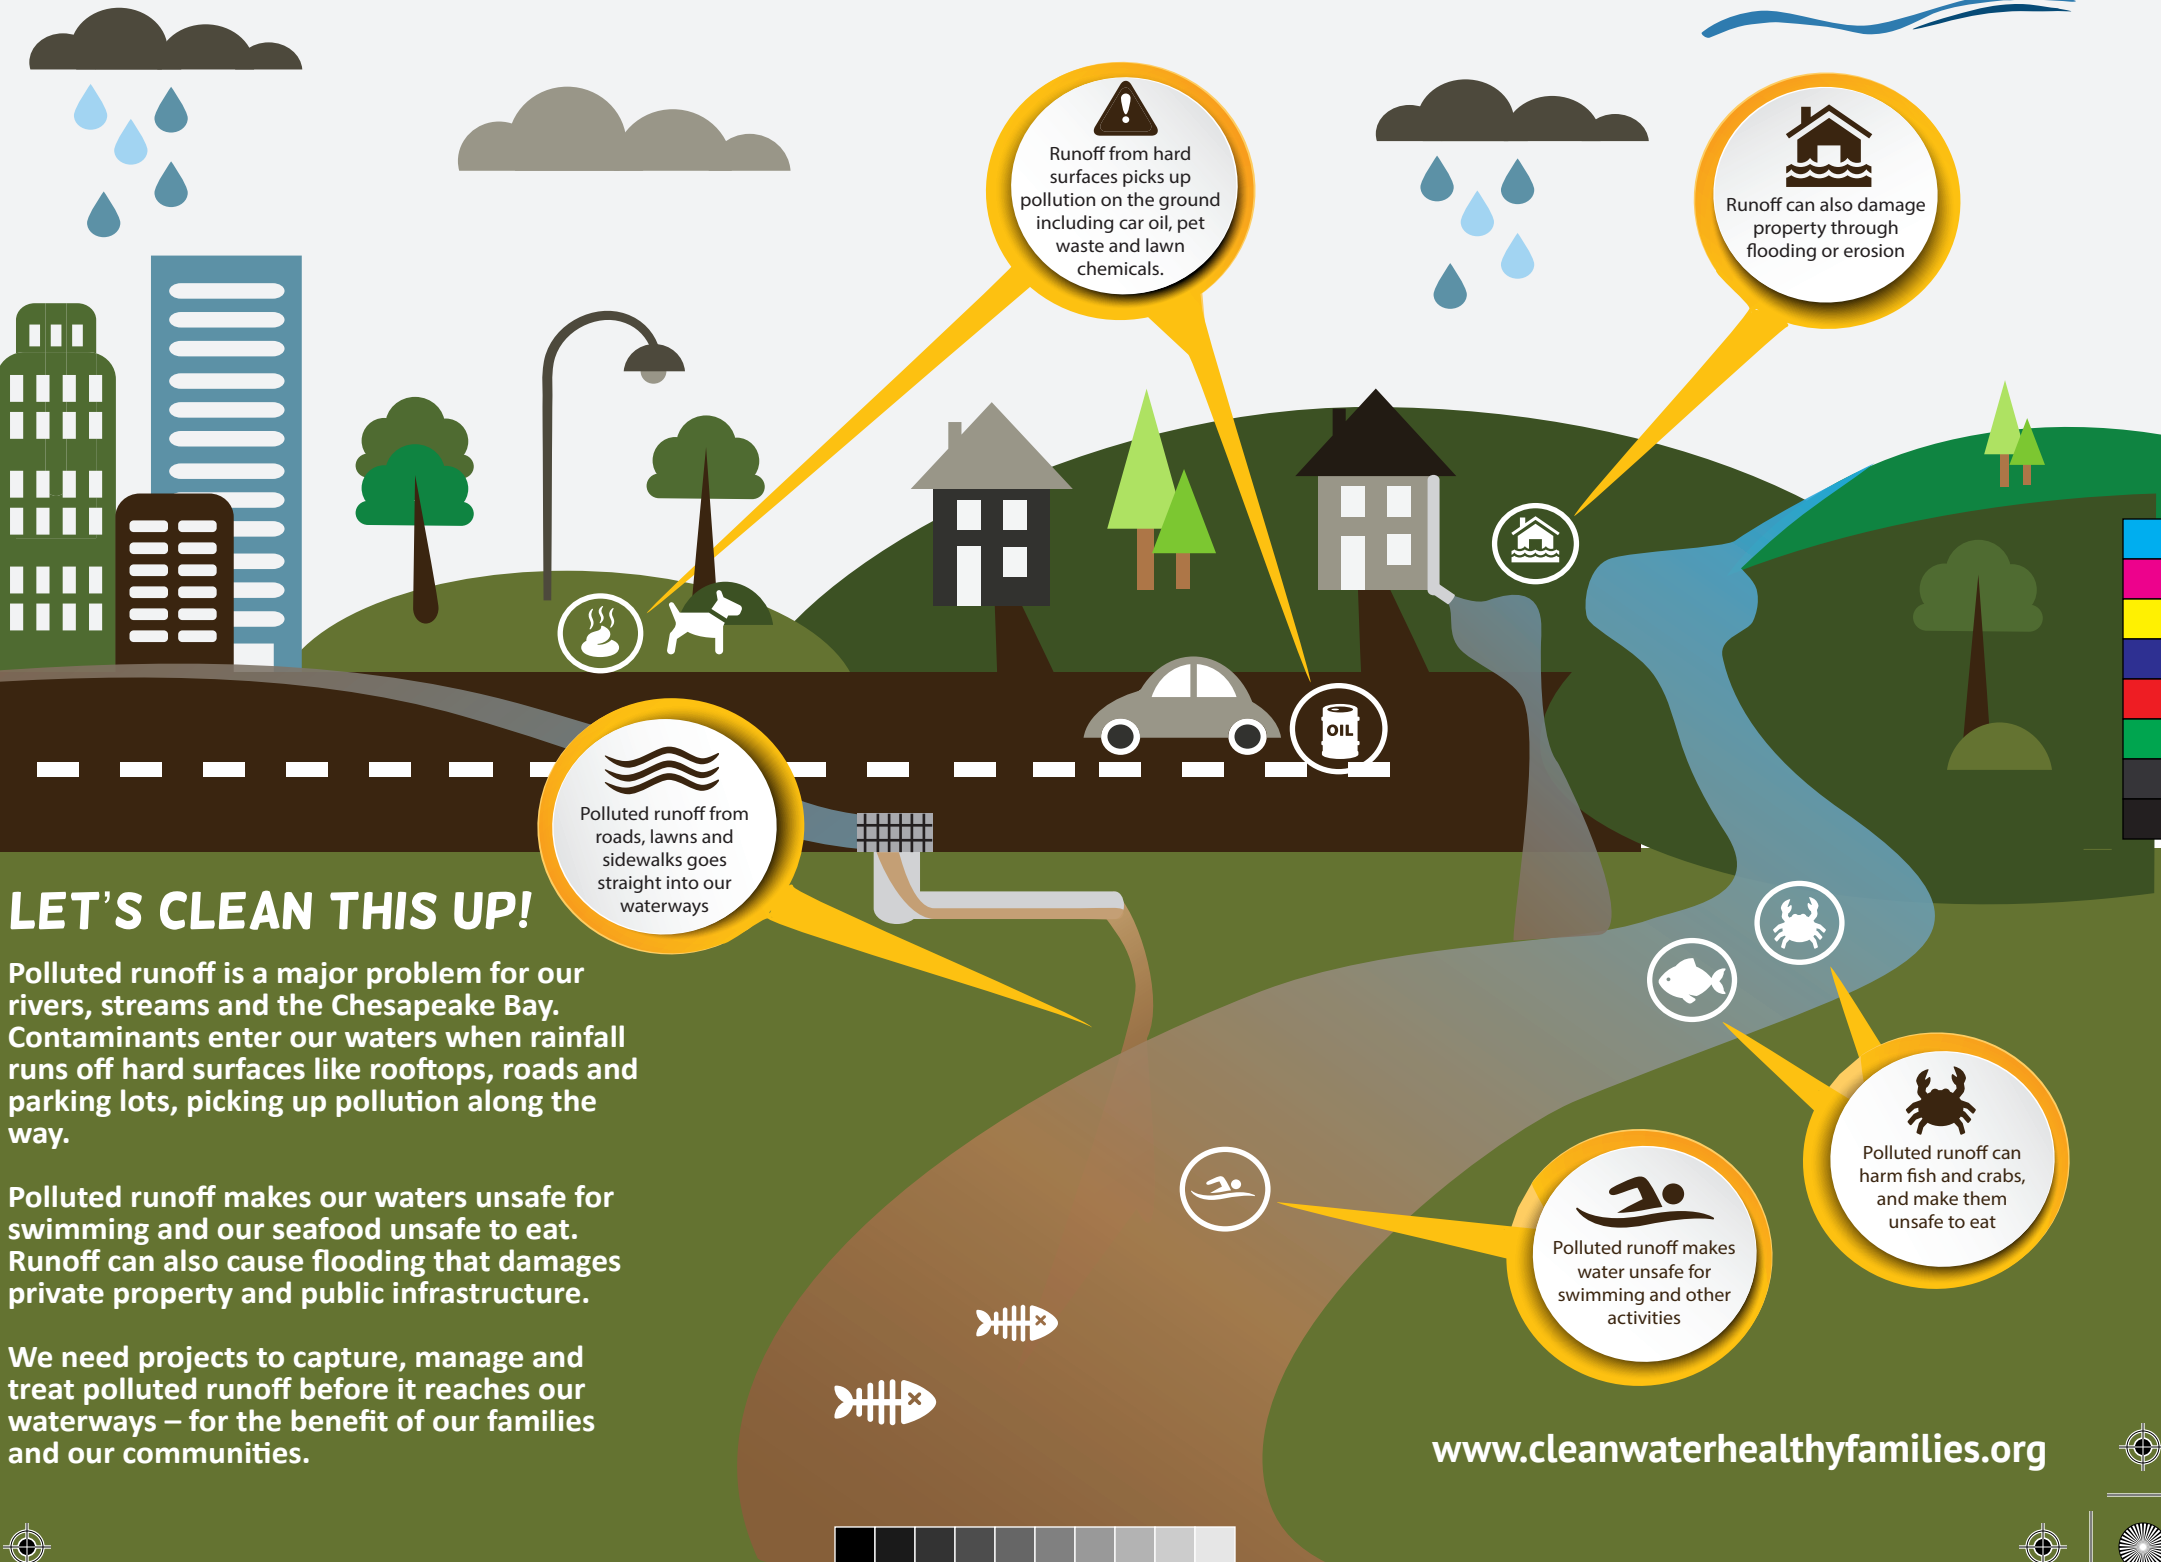 Runoff from hard
surfaces picks up
pollution on the ground
including car oil, pet
waste and lawn
chemicals.
Runoff can also damage
property through
flooding or erosion
OIL
Polluted runoff from
roads, lawns and
sidewalks goes
straight into our
waterways
LET'S CLEAN THIS UP!
Polluted runoff is a major problem for our
rivers, streams and the Chesapeake Bay.
Contaminants enter our waters when rainfall
runs off hard surfaces like rooftops, roads and
parking lots, picking up pollution along the
way.
Polluted runoff makes our waters unsafe for
swimming and our seafood unsafe to eat.
Runoff can also cause flooding that damages
private property and public infrastructure.
We need projects to capture, manage and
treat polluted runoff before it reaches our
waterways – for the benefit of our families
and our communities.
Polluted runoff can
harm fish and crabs,
and make them
unsafe to eat
Polluted runoff makes
water unsafe for
swimming and other
activities
www.cleanwaterhealthyfamilies.org